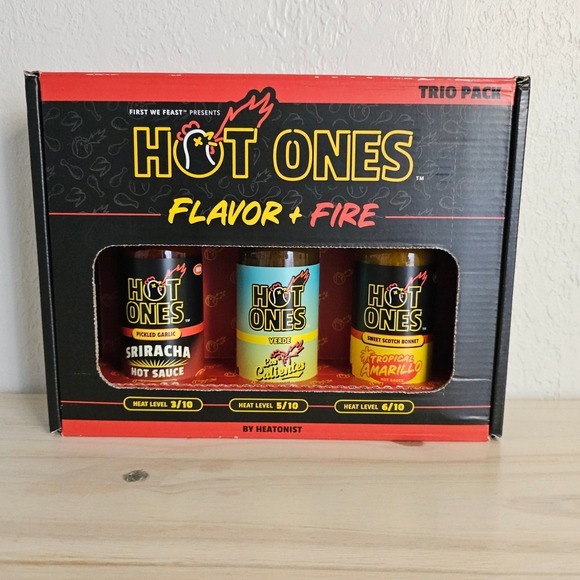 TRIO PACK
FIRST WE FEAST™ PRESENTS
HOT ONES™
FLAVOR + FIRE
HOT
ONES
PICKLED GARLIC
SRIRACHA
HOT SAUCE
HOT
ONES
VERDE
Los
Calientes
HOT
ONES
SWEET SCOTCH BONNET
TROPICAL
AMARILLO
HOT SAUCE
HEAT LEVEL 3/10
HEAT LEVEL 5/10
HEAT LEVEL 6/10
BY HEATONIST